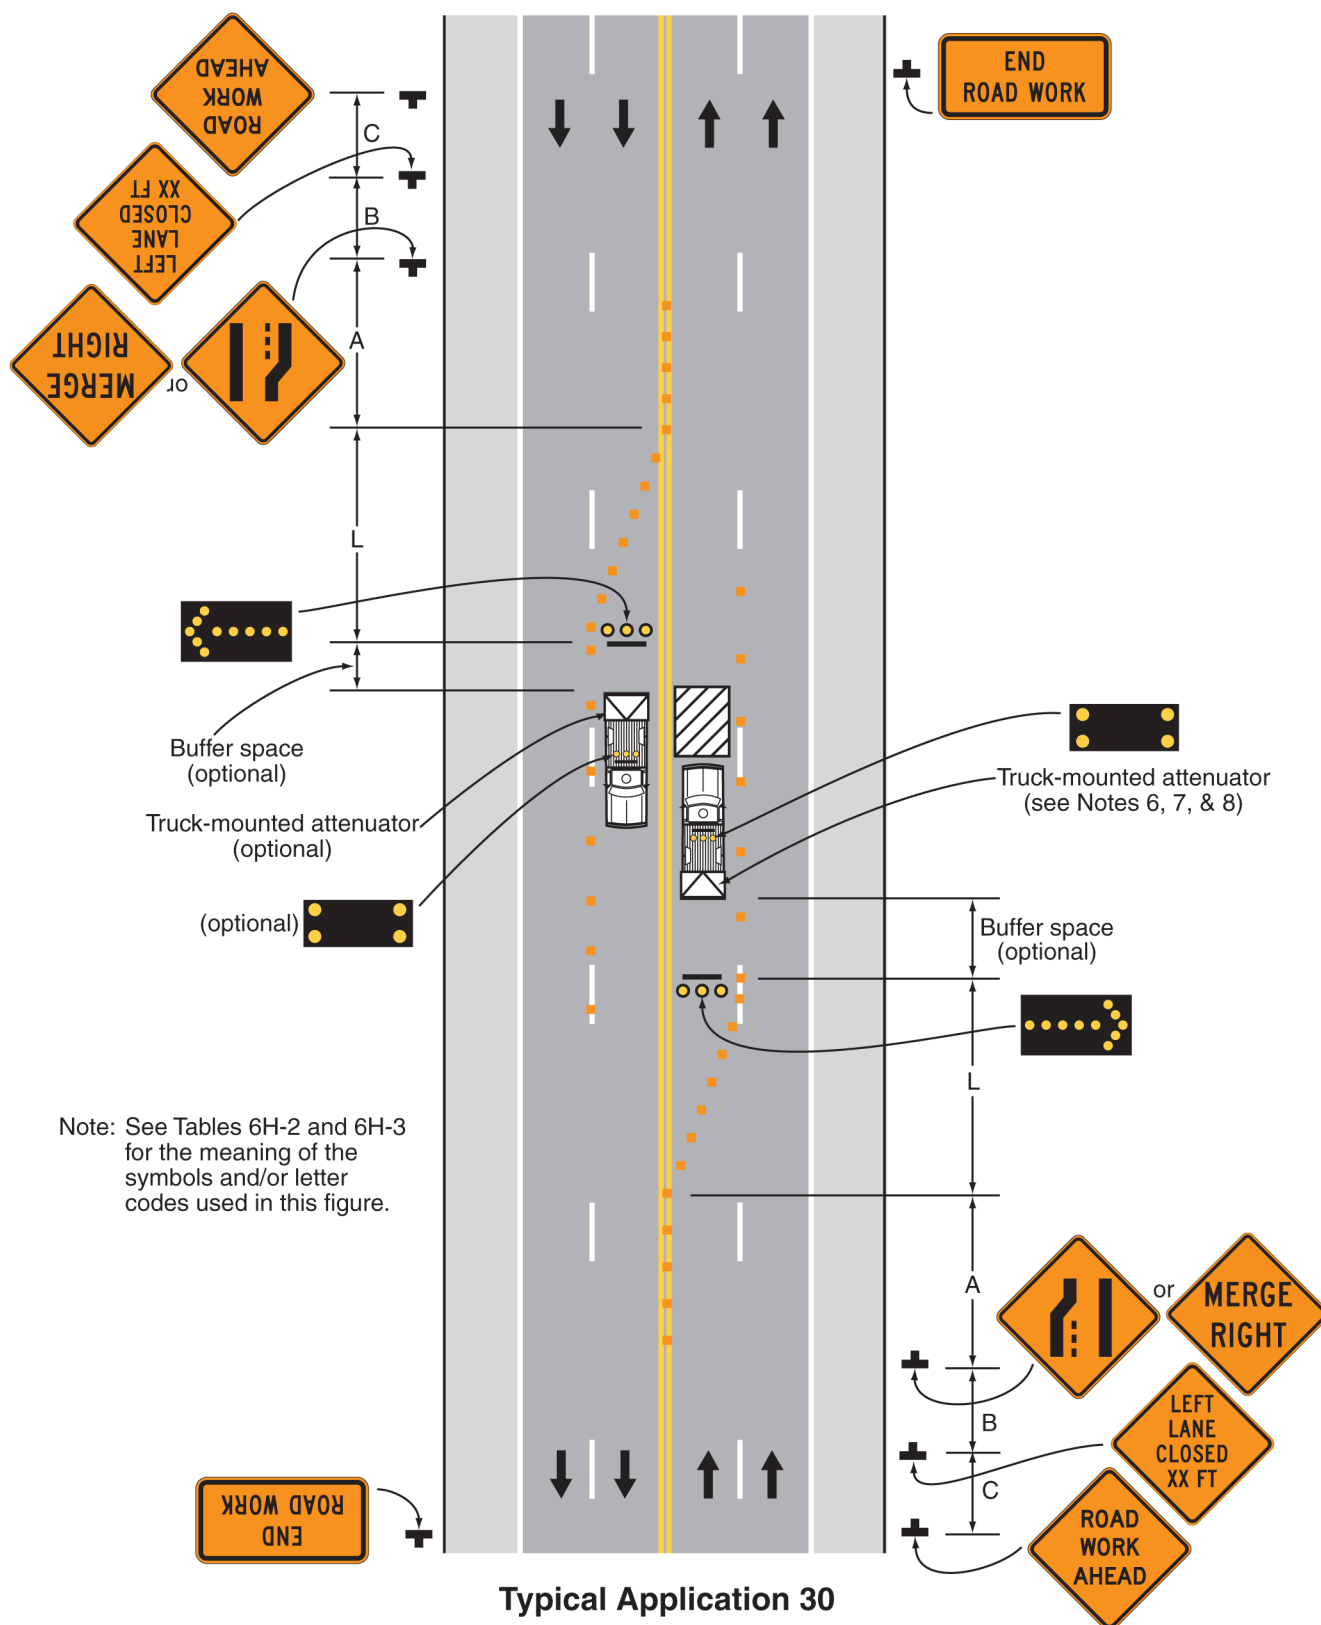 ROAD
WORK
AHEAD
END
ROAD WORK
C
LEFT
LANE
CLOSED
XX FT
B
MERGE
RIGHT
or
A
L
Buffer space
(optional)
Truck-mounted attenuator
(optional)
(optional)
Truck-mounted attenuator
(see Notes 6, 7, & 8)
Buffer space
(optional)
L
Note: See Tables 6H-2 and 6H-3
for the meaning of the
symbols and/or letter
codes used in this figure.
A
or
MERGE
RIGHT
B
LEFT
LANE
CLOSED
XX FT
C
ROAD
WORK
AHEAD
END
ROAD WORK
Typical Application 30